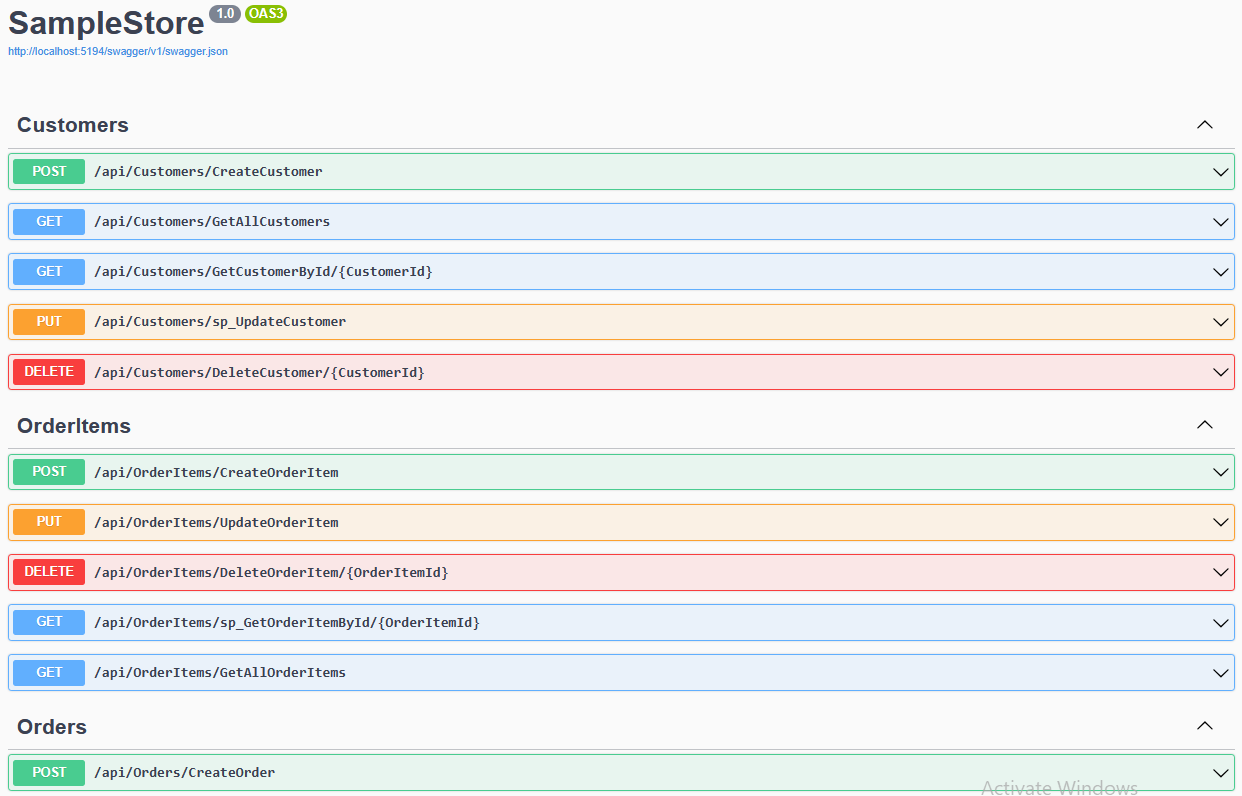 SampleStore 1.0 OAS3
http://localhost:5194/swagger/v1/swagger.json
Customers
POST /api/Customers/CreateCustomer
GET /api/Customers/GetAllCustomers
GET /api/Customers/GetCustomerById/{CustomerId}
PUT /api/Customers/sp_UpdateCustomer
DELETE /api/Customers/DeleteCustomer/{CustomerId}
OrderItems
POST /api/OrderItems/CreateOrderItem
PUT /api/OrderItems/UpdateOrderItem
DELETE /api/OrderItems/DeleteOrderItem/{OrderItemId}
GET /api/OrderItems/sp_GetOrderItemById/{OrderItemId}
GET /api/OrderItems/GetAllOrderItems
Orders
POST /api/Orders/CreateOrder
Activate Windows